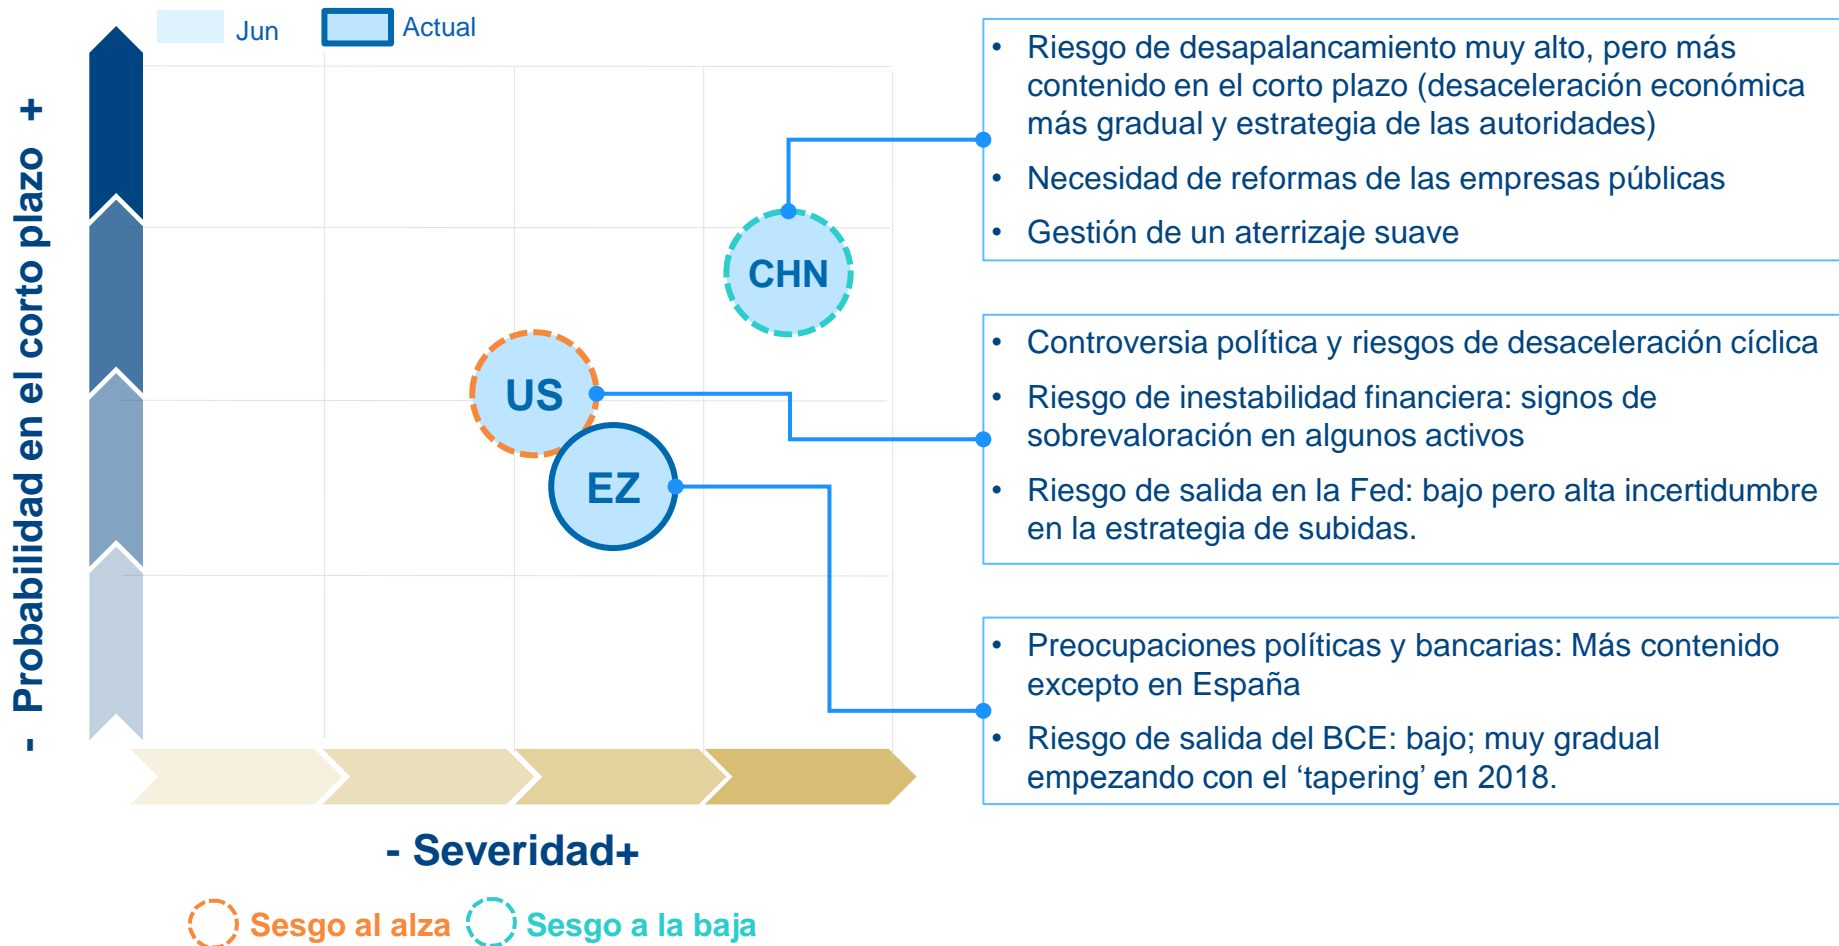 Jun
Actual
- Probabilidad en el corto plazo +
CHN
US
EZ
- Severidad+
Sesgo al alza
Sesgo a la baja
• Riesgo de desapalancamiento muy alto, pero más
contenido en el corto plazo (desaceleración económica
más gradual y estrategia de las autoridades)
• Necesidad de reformas de las empresas públicas
• Gestión de un aterrizaje suave
• Controversia política y riesgos de desaceleración cíclica
• Riesgo de inestabilidad financiera: signos de
sobrevaloración en algunos activos
• Riesgo de salida en la Fed: bajo pero alta incertidumbre
en la estrategia de subidas.
• Preocupaciones políticas y bancarias: Más contenido
excepto en España
• Riesgo de salida del BCE: bajo; muy gradual
empezando con el ‘tapering’ en 2018.